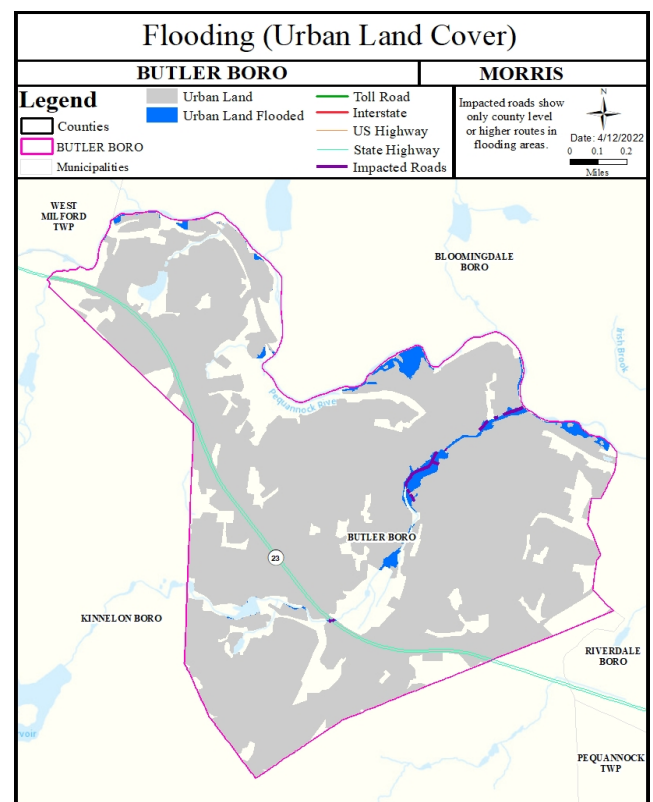 Flooding (Urban Land Cover)
BUTLER BORO
MORRIS
Legend
Counties
BUTLER BORO
Municipalities
Urban Land
Urban Land Flooded
Toll Road
Interstate
US Highway
State Highway
Impacted Roads
Impacted roads show
only county level
or higher routes in
flooding areas.
N
Date: 4/12/2022
0 0.1 0.2
Miles
WEST
MILFORD
TWP
BLOOMINGDALE
BORO
Irish Brook
Pequannock River
BUTLER BORO
23
KINNELON BORO
RIVERDALE
BORO
voir
PEQUANNOCK
TWP